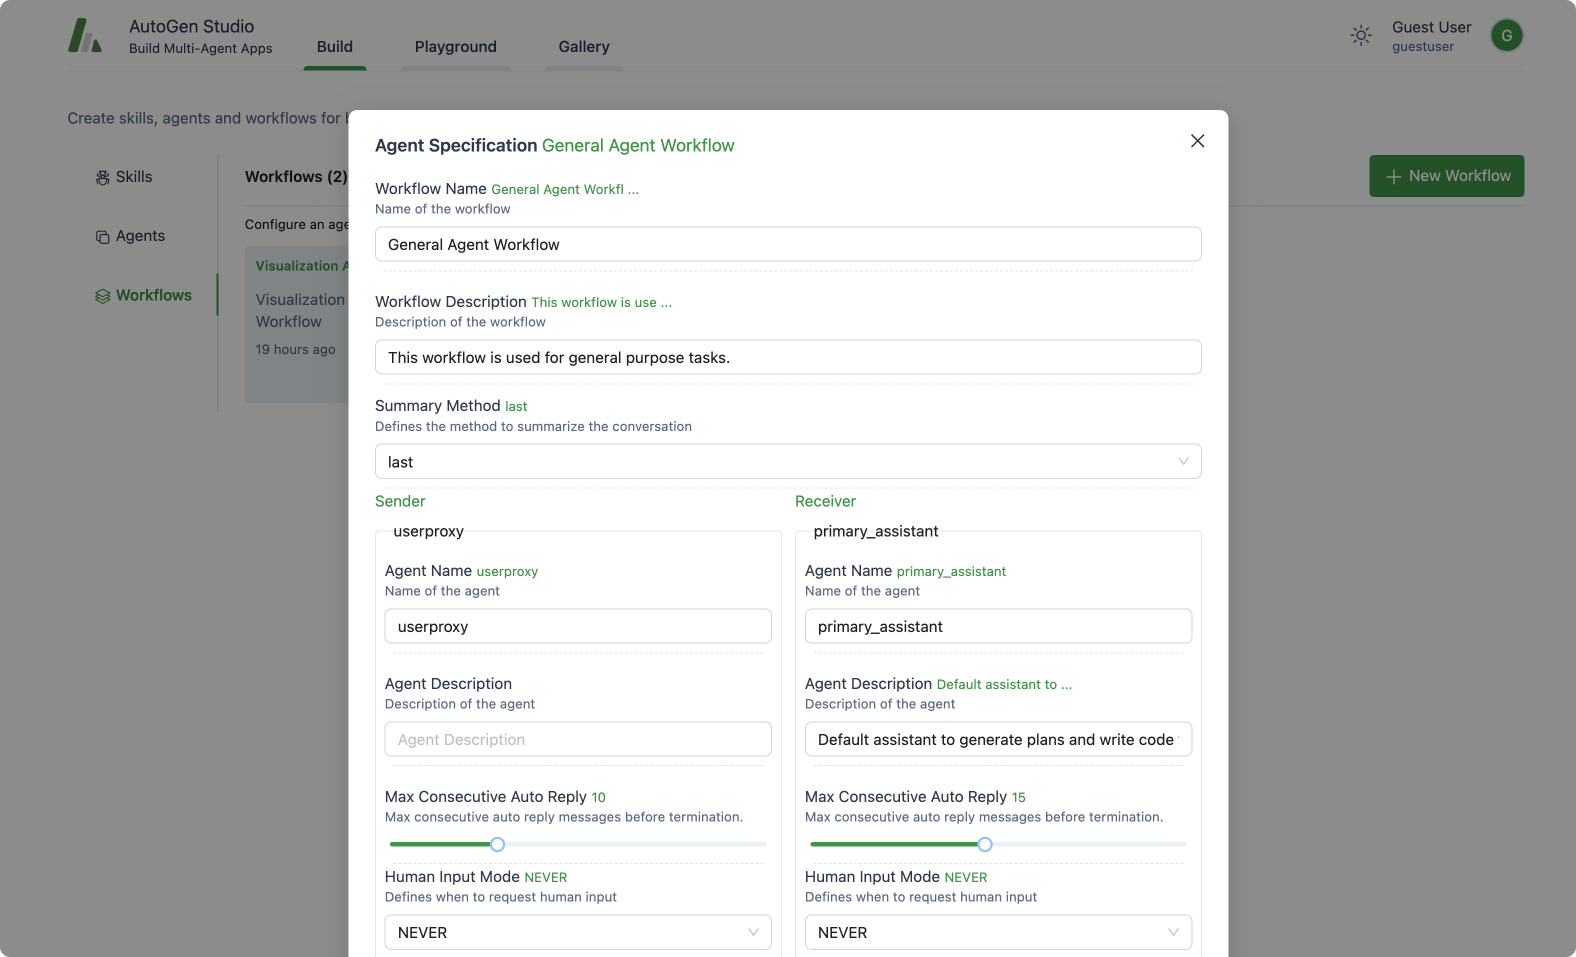 AutoGen Studio
Build Multi-Agent Apps
Build
Playground
Gallery
Guest User
guestuser
G
Create skills, agents and workflows for
Skills
Agents
Workflows
Workflows (2)
New Workflow
Configure an age
Visualization A
Visualization
Workflow
19 hours ago
Agent Specification General Agent Workflow
Workflow Name General Agent Workfl ...
Name of the workflow
General Agent Workflow
Workflow Description This workflow is use ...
Description of the workflow
This workflow is used for general purpose tasks.
Summary Method last
Defines the method to summarize the conversation
last
Sender
userproxy
Agent Name userproxy
Name of the agent
userproxy
Agent Description
Description of the agent
Agent Description
Max Consecutive Auto Reply 10
Max consecutive auto reply messages before termination.
Human Input Mode NEVER
Defines when to request human input
NEVER
Receiver
primary_assistant
Agent Name primary_assistant
Name of the agent
primary_assistant
Agent Description Default assistant to ...
Description of the agent
Default assistant to generate plans and write code
Max Consecutive Auto Reply 15
Max consecutive auto reply messages before termination.
Human Input Mode NEVER
Defines when to request human input
NEVER